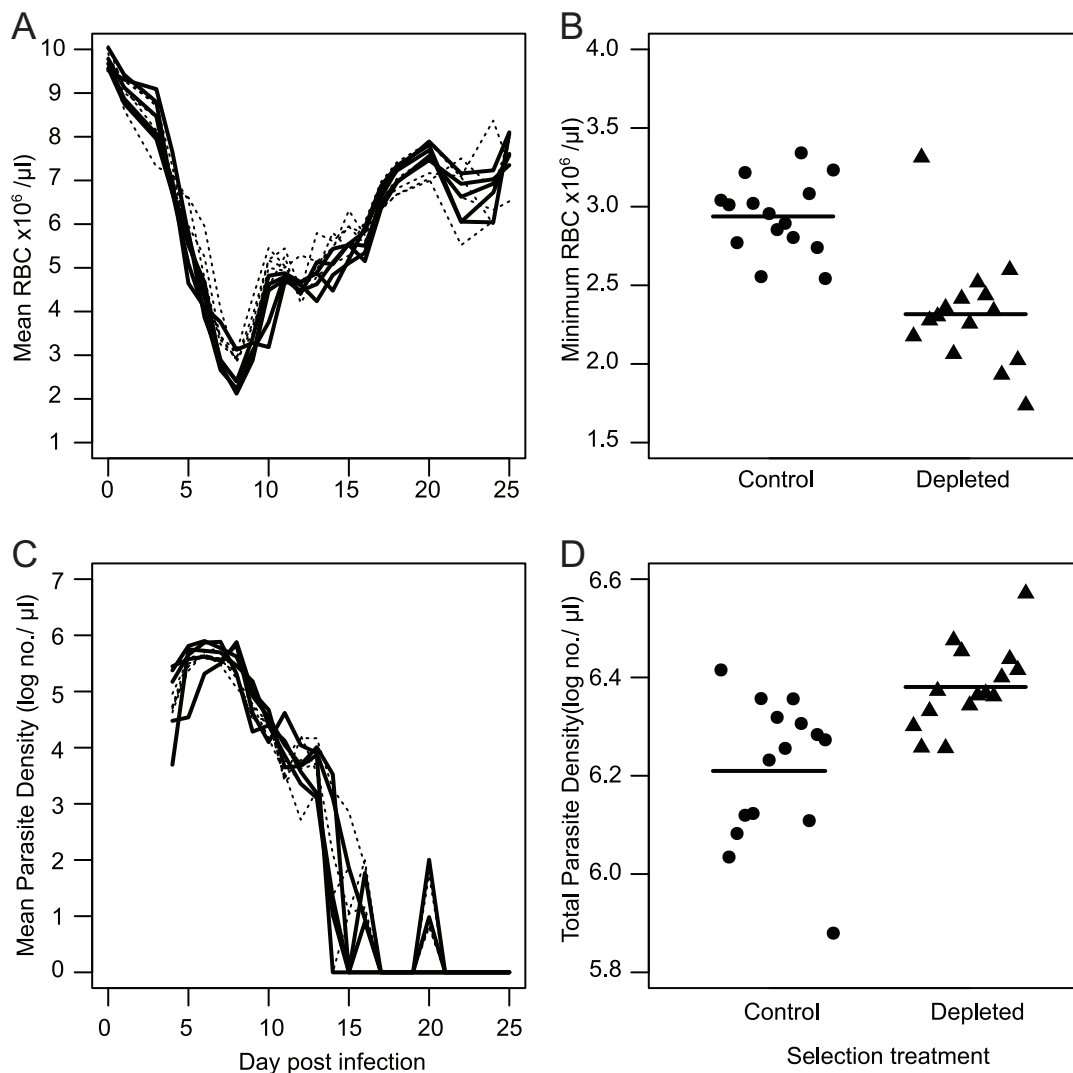 A
Mean RBC x10⁶ /µl
10
9
8
7
6
5
4
3
2
1
0 5 10 15 20 25
B
Minimum RBC x10⁶ /µl
4.0
3.5
3.0
2.5
2.0
1.5
Control Depleted
C
Mean Parasite Density (log no./ µl)
7
6
5
4
3
2
1
0
0 5 10 15 20 25
Day post infection
D
Total Parasite Density(log no./ µl)
6.6
6.4
6.2
6.0
5.8
Control Depleted
Selection treatment